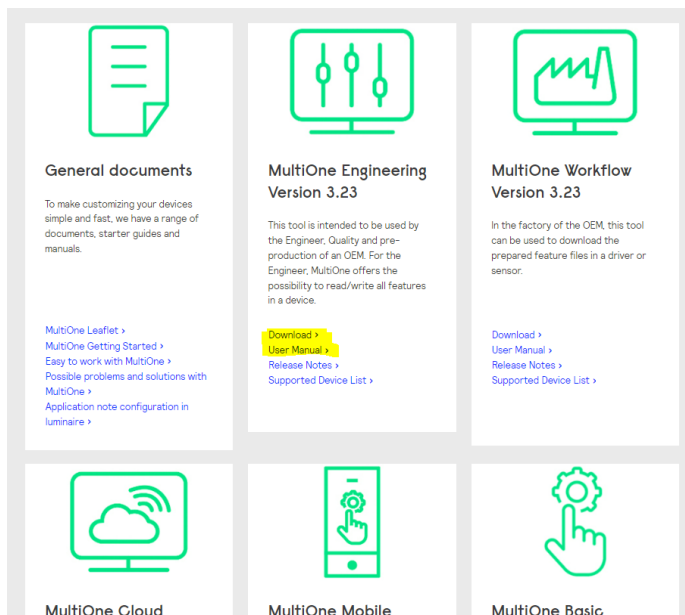 General documents
To make customizing your devices
simple and fast, we have a range of
documents, starter guides and
manuals.
MultiOne Leaflet >
MultiOne Getting Started >
Easy to work with MultiOne >
Possible problems and solutions with
MultiOne >
Application note configuration in
luminaire >
MultiOne Engineering
Version 3.23
This tool is intended to be used by
the Engineer, Quality and pre-
production of an OEM. For the
Engineer, MultiOne offers the
possibility to read/write all features
in a device.
Download >
User Manual >
Release Notes >
Supported Device List >
MultiOne Workflow
Version 3.23
In the factory of the OEM, this tool
can be used to download the
prepared feature files in a driver or
sensor.
Download >
User Manual >
Release Notes >
Supported Device List >
MultiOne Cloud
MultiOne Mobile
MultiOne Basic